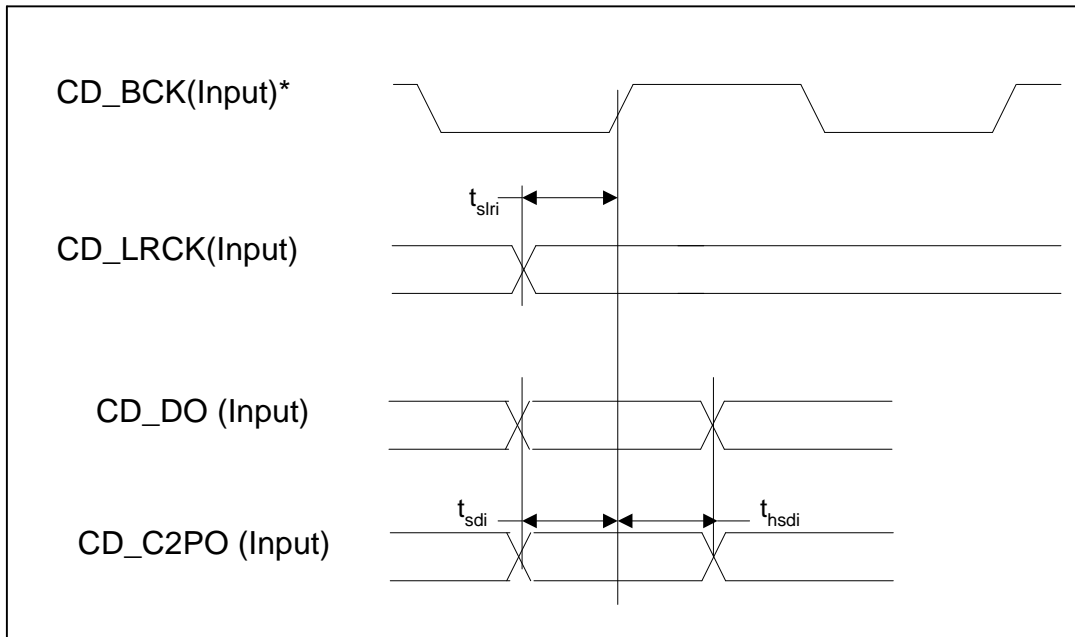 CD_BCK(Input)*
t_slri
CD_LRCK(Input)
CD_DO (Input)
t_sdi
t_hsdi
CD_C2PO (Input)